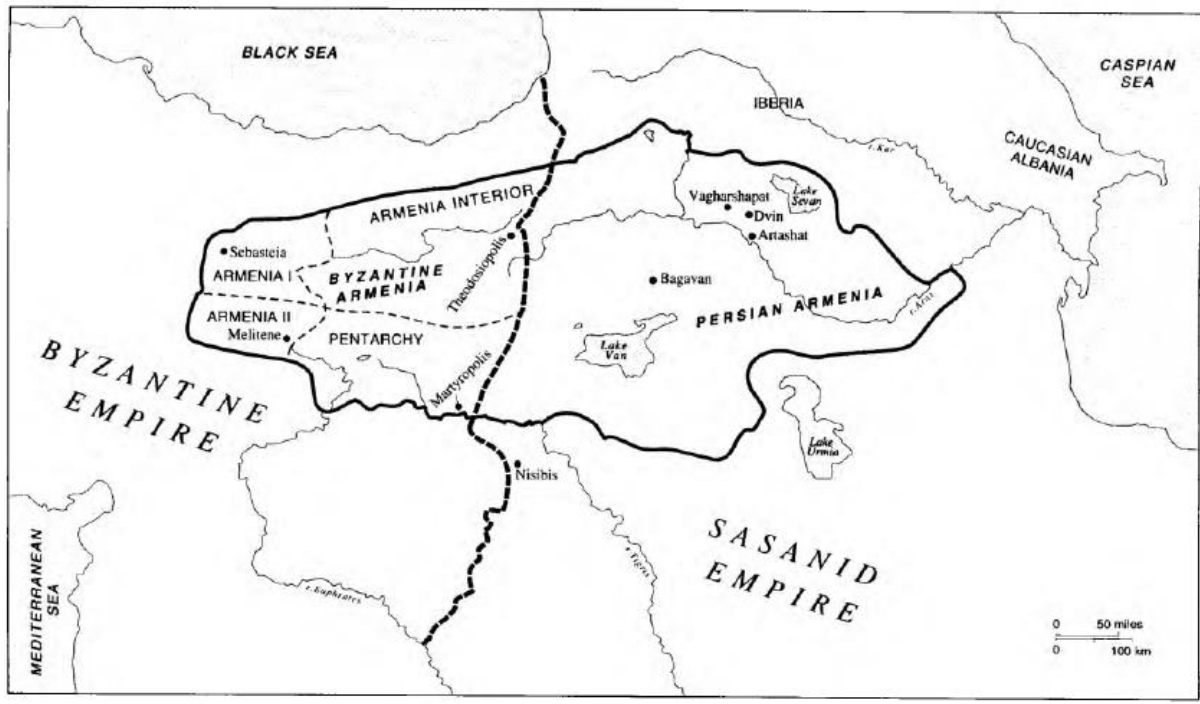 BLACK SEA
CASPIAN
SEA
IBERIA
CAUCASIAN
ALBANIA
r. Kur
ARMENIA INTERIOR
Vagharshapat
Lake
Sevan
Dvin
Artashat
Sebasteia
ARMENIA I
BYZANTINE
ARMENIA
Theodosiopolis
Bagavan
PERSIAN ARMENIA
r. Arax
ARMENIA II
Melitene
PENTARCHY
Lake
Van
BYZANTINE
EMPIRE
Martyropolis
Lake
Urmia
Nisibis
SASANID
EMPIRE
r. Tigris
r. Euphrates
MEDITERRANEAN
SEA
0 50 miles
0 100 km